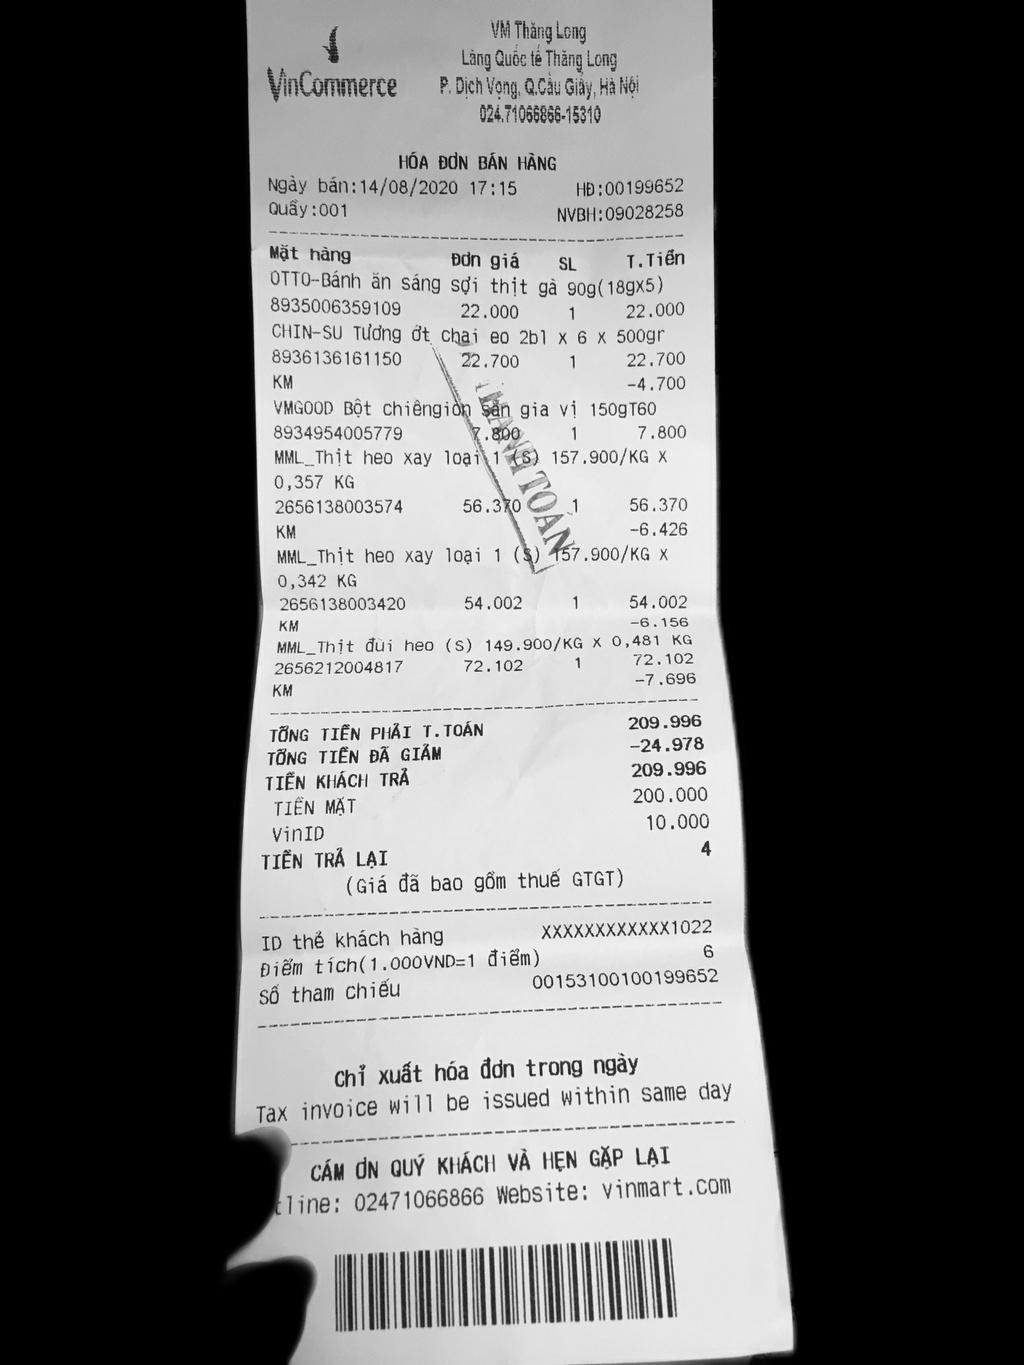 VinCommerce
VM Thăng Long
Làng Quốc tế Thăng Long
P. Dịch Vọng, Q.Cầu Giấy, Hà Nội
024.71066866-15310
HÓA ĐƠN BÁN HÀNG
Ngày bán:14/08/2020 17:15 HĐ:00199652
Quầy:001 NVBH:09028258
Mặt hàng Đơn giá SL T.Tiền
OTTO-Bánh ăn sáng sợi thịt gà 90g(18gx5)
8935006359109 22.000 1 22.000
CHIN-SU Tương ớt chai eo 2bl x 6 x 500gr
8936136161150 22.700 1 22.700
KM -4.700
VMGOOD Bột chiêngiòn sẵn gia vị 150gT60
8934954005779 7.800 1 7.800
MML_Thịt heo xay loại 1 (S) 157.900/KG X
0,357 KG
2656138003574 56.370 1 56.370
KM -6.426
MML_Thịt heo xay loại 1 (S) 157.900/KG X
0,342 KG
2656138003420 54.002 1 54.002
KM -6.156
MML_Thịt đùi heo (S) 149.900/KG X 0,481 KG
2656212004817 72.102 1 72.102
KM -7.696
THANH TOÁN
TỔNG TIỀN PHẢI T.TOÁN 209.996
TỔNG TIỀN ĐÃ GIẢM -24.978
TIỀN KHÁCH TRẢ 209.996
TIỀN MẶT 200.000
VinID 10.000
TIỀN TRẢ LẠI 4
(Giá đã bao gồm thuế GTGT)
ID thẻ khách hàng XXXXXXXXXXXX1022
Điểm tích(1.000VND=1 điểm) 6
Số tham chiếu 00153100100199652
Chỉ xuất hóa đơn trong ngày
Tax invoice will be issued within same day
CÁM ƠN QUÝ KHÁCH VÀ HẸN GẶP LẠI
tline: 02471066866 Website: vinmart.com